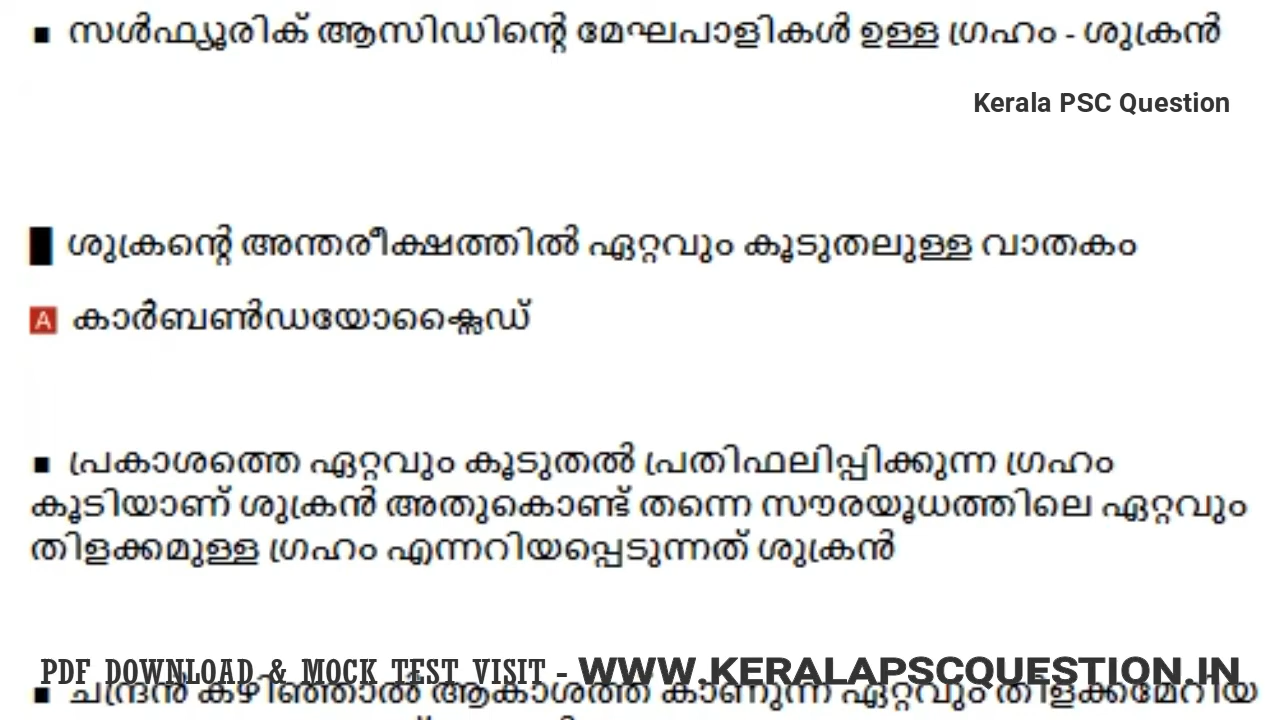 ▪ സൾഫ്യൂരിക് ആസിഡിന്റെ മേഘപാളികൾ ഉള്ള ഗ്രഹം - ശുക്രൻ
Kerala PSC Question
ശുക്രന്റെ അന്തരീക്ഷത്തിൽ ഏറ്റവും കൂടുതലുള്ള വാതകം
A കാർബൺഡയോക്സൈഡ്
▪ പ്രകാശത്തെ ഏറ്റവും കൂടുതൽ പ്രതിഫലിപ്പിക്കുന്ന ഗ്രഹം
കൂടിയാണ് ശുക്രൻ അതുകൊണ്ട് തന്നെ സൗരയൂധത്തിലെ ഏറ്റവും
തിളക്കമുള്ള ഗ്രഹം എന്നറിയപ്പെടുന്നത് ശുക്രൻ
PDF DOWNLOAD & MOCK TEST VISIT - WWW.KERALAPSCQUESTION.IN
▪ ചന്ദ്രൻ കഴിഞ്ഞാൽ ആകാശത്ത് കാണുന്ന ഏറ്റവും തിളക്കമേറിയ